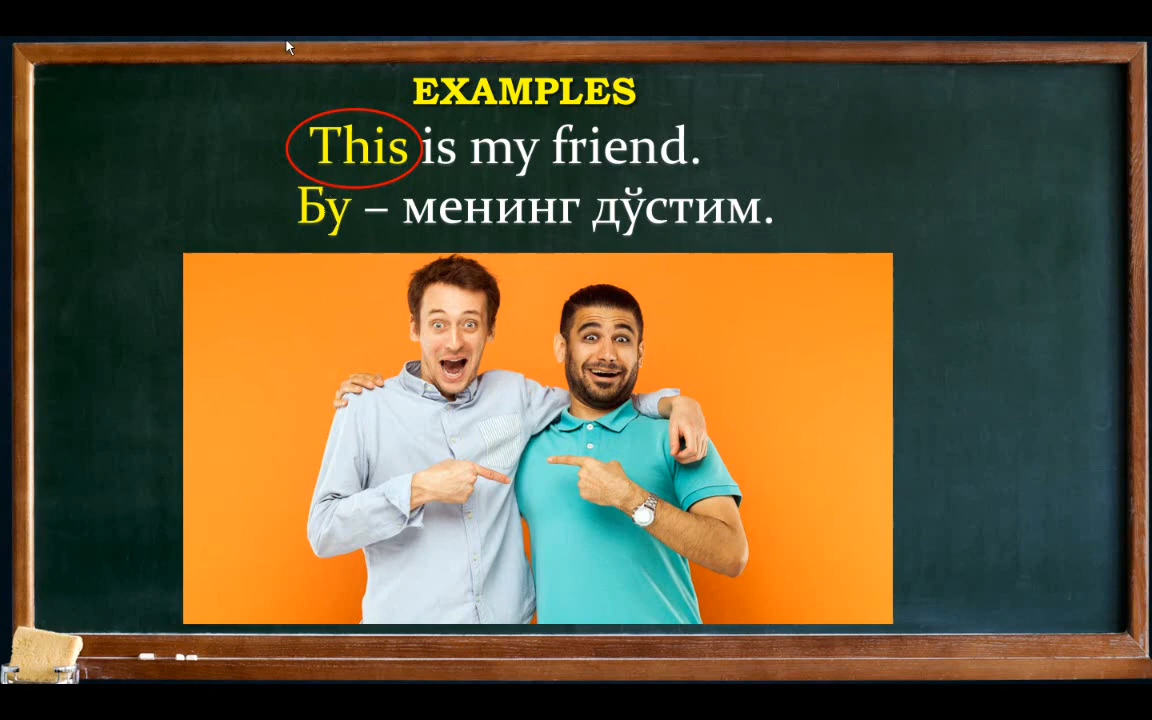 EXAMPLES
This is my friend.
Бу – менинг дўстим.